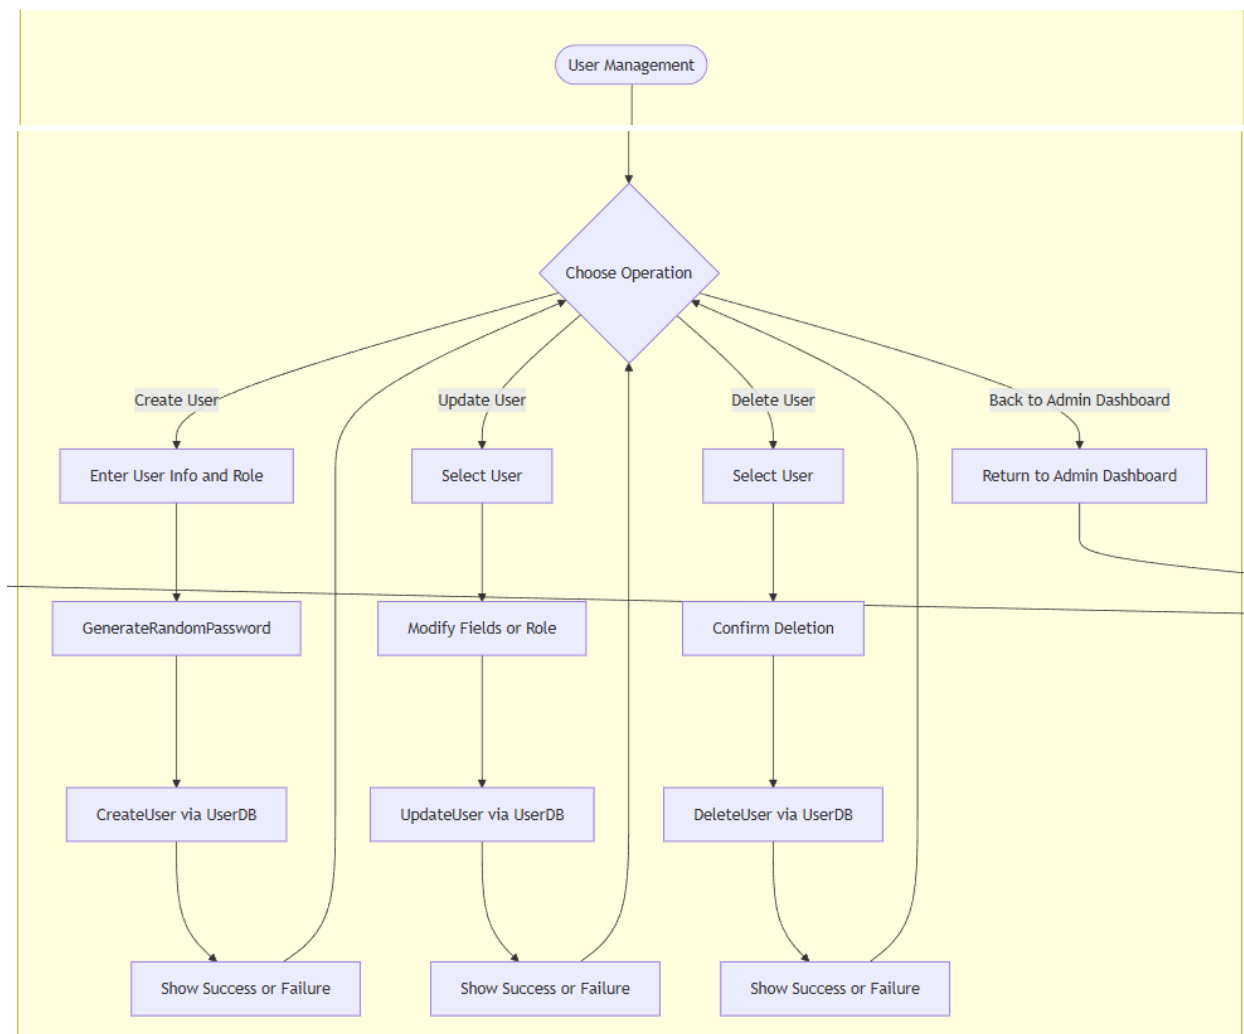 User Management
Choose Operation
Create User
Update User
Delete User
Back to Admin Dashboard
Enter User Info and Role
Select User
Select User
Return to Admin Dashboard
GenerateRandomPassword
Modify Fields or Role
Confirm Deletion
CreateUser via UserDB
UpdateUser via UserDB
DeleteUser via UserDB
Show Success or Failure
Show Success or Failure
Show Success or Failure